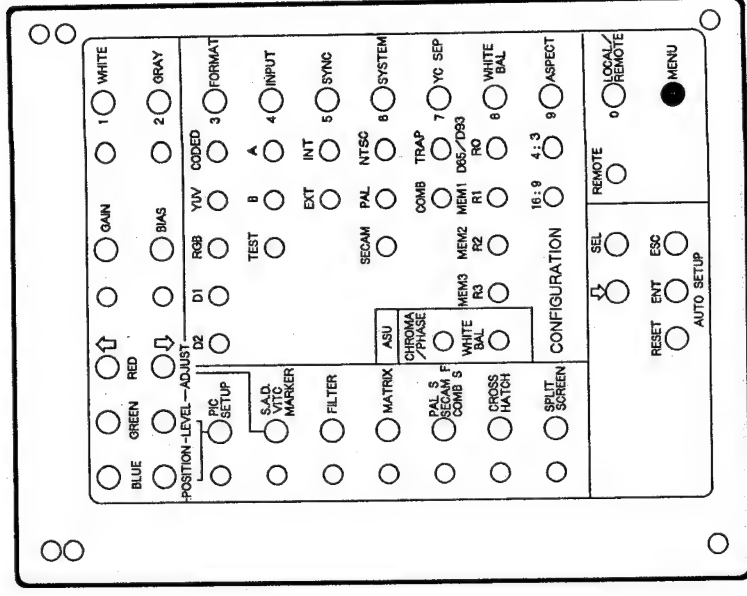 GAIN 1 WHITE
BLUE GREEN RED
BIAS 2 GRAY
POSITION-LEVEL-ADJUST
D2 D1 RGB YUV CODED
PIC SETUP
3 FORMAT
TEST B A
S.A.D. VITC MARKER
4 INPUT
EXT INT
FILTER
5 SYNC
SECAM PAL NTSC
ASU
MATRIX
6 SYSTEM
COMB TRAP
CHROMA /PHASE
PAL S
SECAM F
COMB S
7 YC SEP
MEM3 MEM2 MEM1 D65/D93
R3 R2 R1 RO
WHITE BAL
CROSS HATCH
8 WHITE BAL
16:9 4:3
CONFIGURATION
SPLIT SCREEN
9 ASPECT
SEL
REMOTE
0 LOCAL/ REMOTE
RESET ENT ESC
MENU
AUTO SETUP